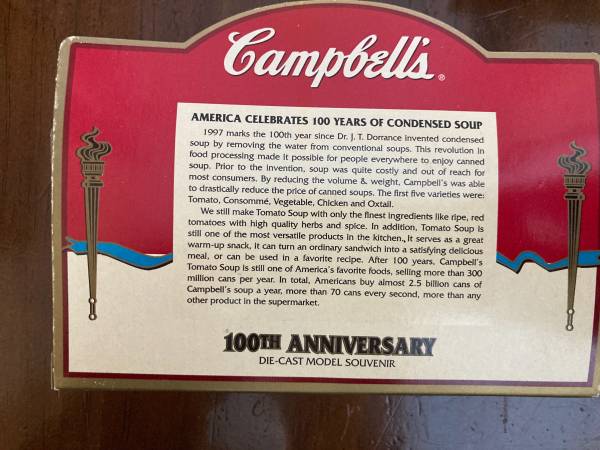 Campbell's®
AMERICA CELEBRATES 100 YEARS OF CONDENSED SOUP
1997 marks the 100th year since Dr. J. T. Dorrance invented condensed
soup by removing the water from conventional soups. This revolution in
food processing made it possible for people everywhere to enjoy canned
soup. Prior to the invention, soup was quite costly and out of reach for
most consumers. By reducing the volume & weight, Campbell's was able
to drastically reduce the price of canned soups. The first five varieties were:
Tomato, Consommé, Vegetable, Chicken and Oxtail.
We still make Tomato Soup with only the finest ingredients like ripe, red
tomatoes with high quality herbs and spice. In addition, Tomato Soup is
still one of the most versatile products in the kitchen., It serves as a great
warm-up snack, it can turn an ordinary sandwich into a satisfying delicious
meal, or can be used in a favorite recipe. After 100 years, Campbell's
Tomato Soup is still one of America's favorite foods, selling more than 300
million cans per year. In total, Americans buy almost 2.5 billion cans of
Campbell's soup a year, more than 70 cans every second, more than any
other product in the supermarket.
100TH ANNIVERSARY
DIE-CAST MODEL SOUVENIR